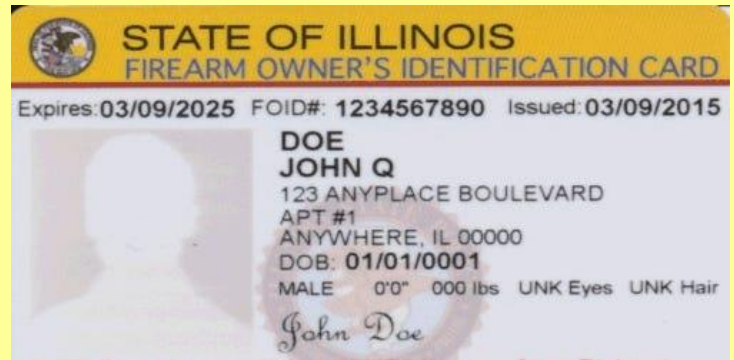 STATE OF ILLINOIS
FIREARM OWNER'S IDENTIFICATION CARD
Expires:03/09/2025 FOID#: 1234567890 Issued:03/09/2015
DOE
JOHN Q
123 ANYPLACE BOULEVARD
APT #1
ANYWHERE, IL 00000
DOB: 01/01/0001
MALE 0'0" 000 lbs UNK Eyes UNK Hair
John Doe